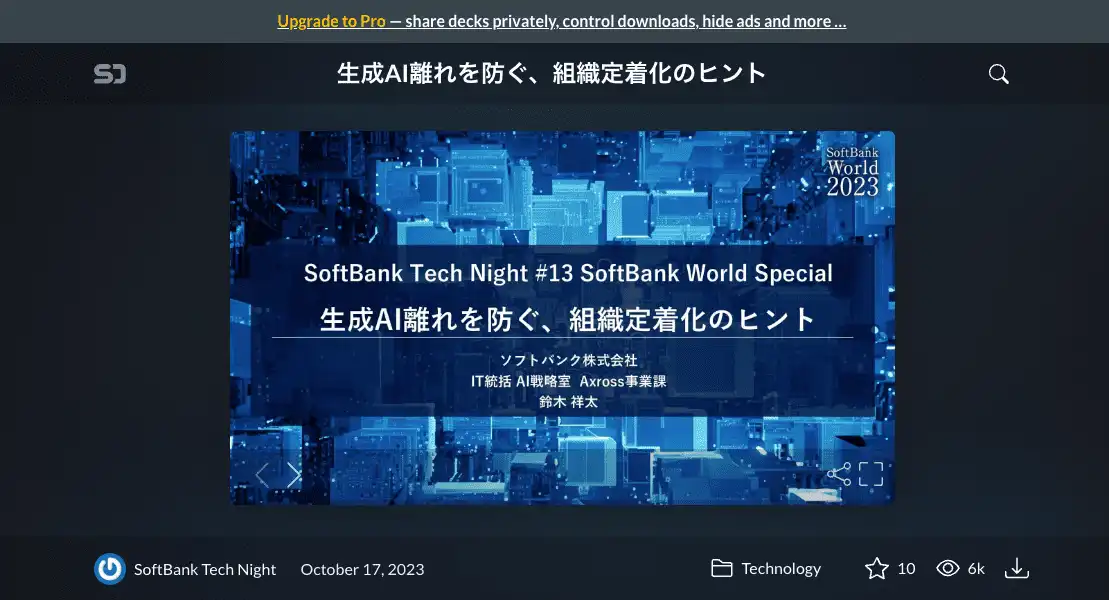 Upgrade to Pro — share decks privately, control downloads, hide ads and more …
生成AI離れを防ぐ、組織定着化のヒント
SoftBank
World
2023
SoftBank Tech Night #13 SoftBank World Special
生成AI離れを防ぐ、組織定着化のヒント
ソフトバンク株式会社
IT統括 AI戦略室 Axross事業課
鈴木 祥太
SoftBank Tech Night
October 17, 2023
Technology
10
6k